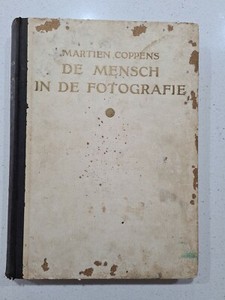 MARTIEN COPPENS
DE MENSCH
IN DE FOTOGRAFIE